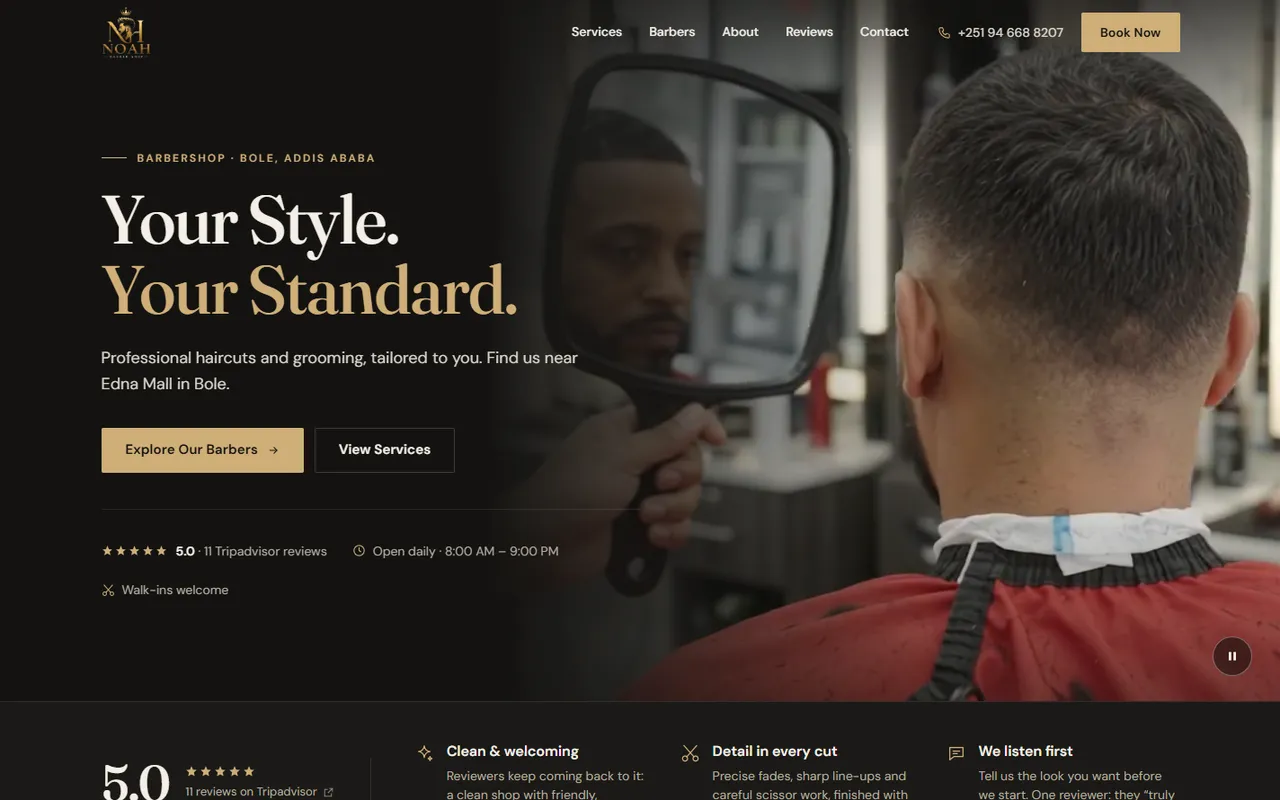 NH
NOAH
Services Barbers About Reviews Contact +251 94 668 8207 Book Now
BARBERSHOP · BOLE, ADDIS ABABA
Your Style.
Your Standard.
Professional haircuts and grooming, tailored to you. Find us near
Edna Mall in Bole.
Explore Our Barbers → View Services
5.0 · 11 Tripadvisor reviews Open daily · 8:00 AM – 9:00 PM
Walk-ins welcome
5.0
11 reviews on Tripadvisor
Clean & welcoming
Reviewers keep coming back to it:
a clean shop with friendly,
Detail in every cut
Precise fades, sharp line-ups and
careful scissor work, finished with
We listen first
Tell us the look you want before
we start. One reviewer: they “truly